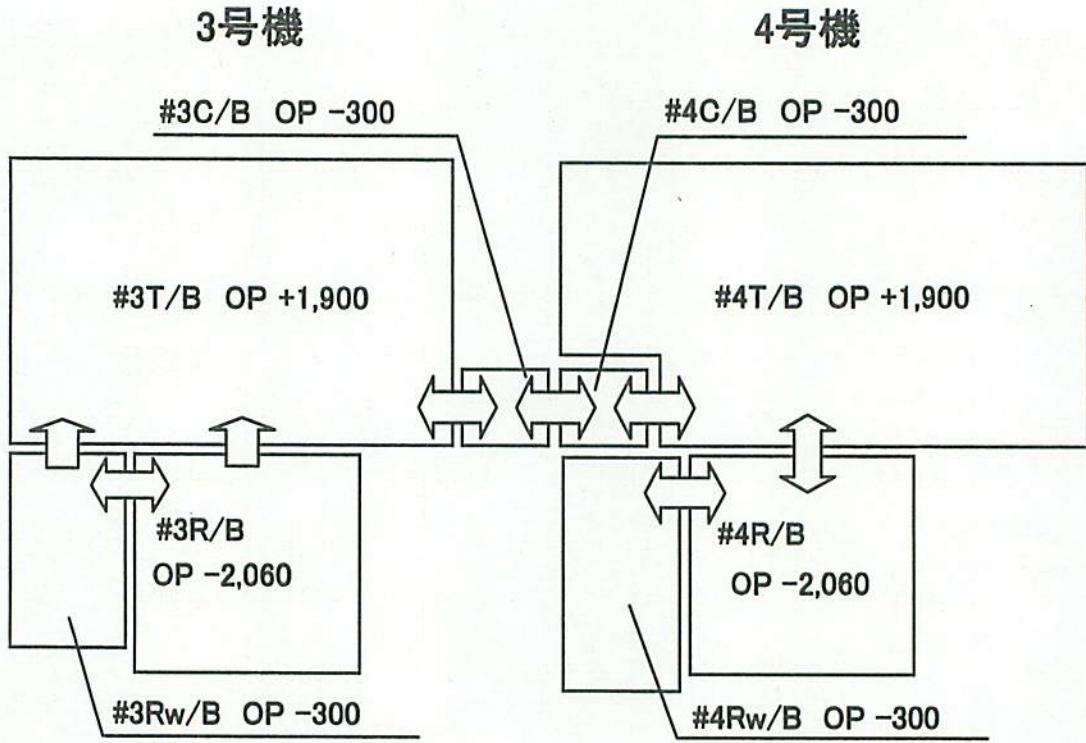 3号機
4号機
#3C/B OP -300
#4C/B OP -300
#3T/B OP +1,900
#4T/B OP +1,900
#3R/B
OP -2,060
#4R/B
OP -2,060
#3Rw/B OP -300
#4Rw/B OP -300